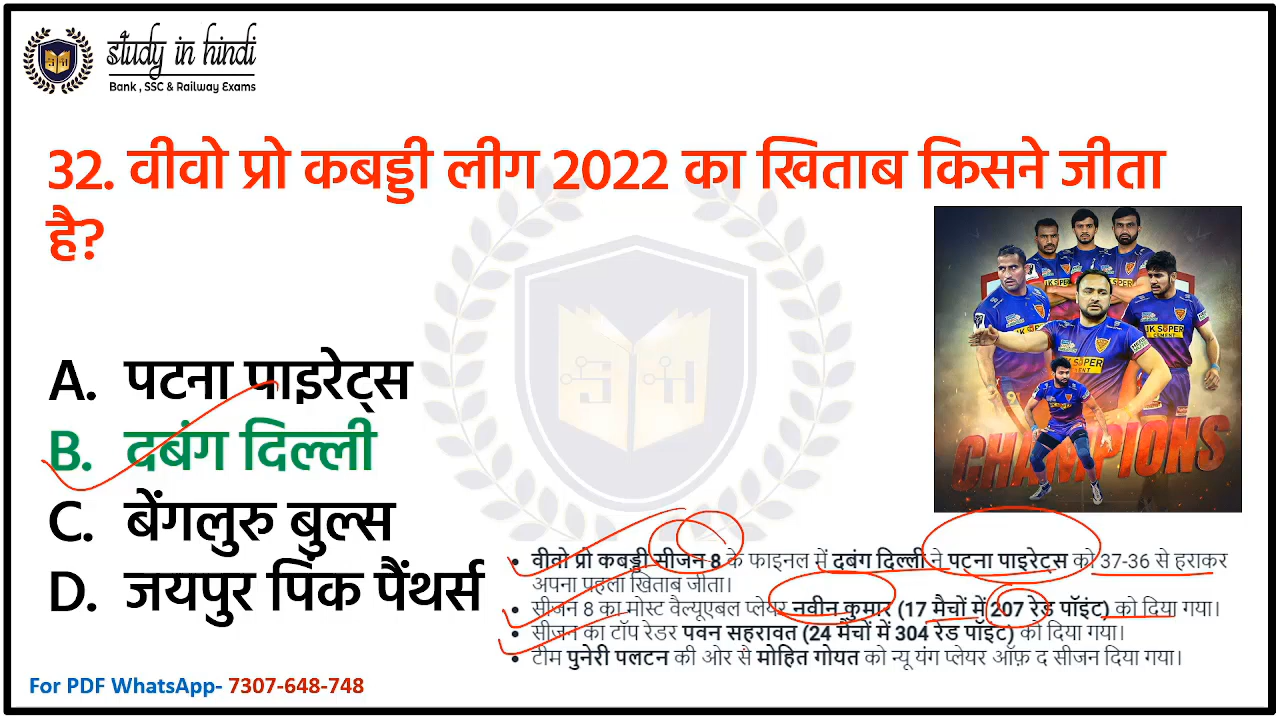 study in hindi
Bank , SSC & Railway Exams
32. वीवो प्रो कबड्डी लीग 2022 का खिताब किसने जीता
है?
A. पटना पाइरेट्स
B. दबंग दिल्ली
C. बेंगलुरु बुल्स
D. जयपुर पिंक पैंथर्स
JK SUPER
CEMENT
CHAMPIONS
• वीवो प्रो कबड्डी सीजन 8 के फाइनल में दबंग दिल्ली ने पटना पाइरेट्स को 37-36 से हराकर
अपना पहला खिताब जीता।
• सीजन 8 का मोस्ट वैल्यूएबल प्लेयर नवीन कुमार (17 मैचों में 207 रेड पॉइंट) को दिया गया।
• सीजन का टॉप रेडर पवन सहरावत (24 मैचों में 304 रेड पॉइंट) को दिया गया।
• टीम पुनेरी पलटन की ओर से मोहित गोयत को न्यू यंग प्लेयर ऑफ़ द सीजन दिया गया।
For PDF WhatsApp- 7307-648-748